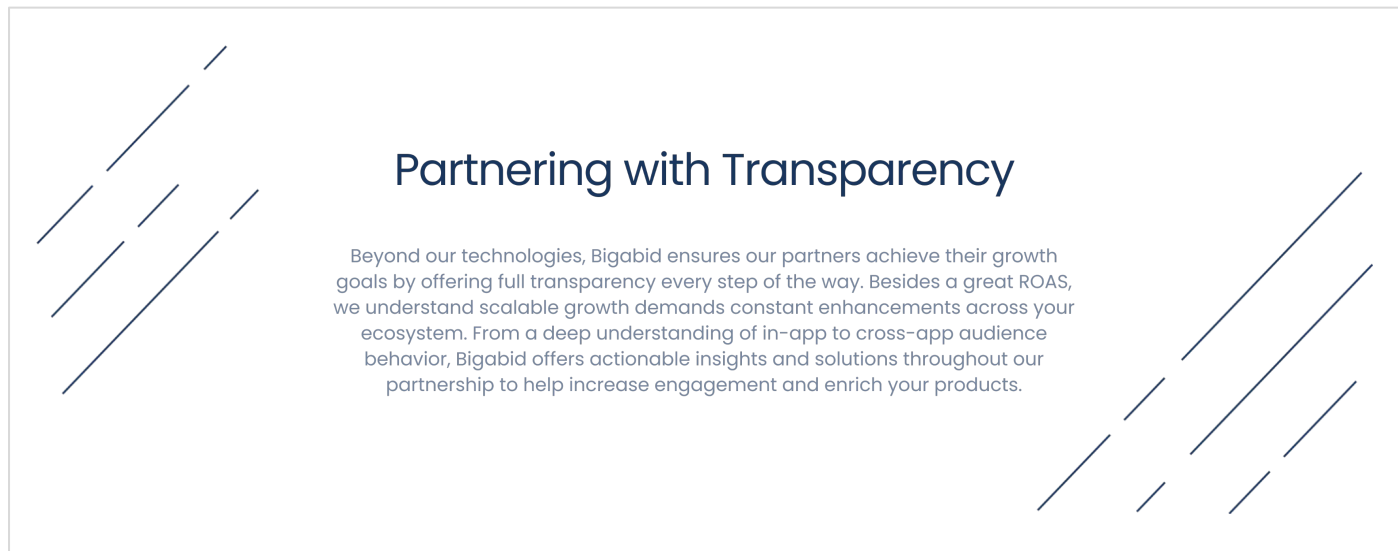 Partnering with Transparency
Beyond our technologies, Bigabid ensures our partners achieve their growth
goals by offering full transparency every step of the way. Besides a great ROAS,
we understand scalable growth demands constant enhancements across your
ecosystem. From a deep understanding of in-app to cross-app audience
behavior, Bigabid offers actionable insights and solutions throughout our
partnership to help increase engagement and enrich your products.